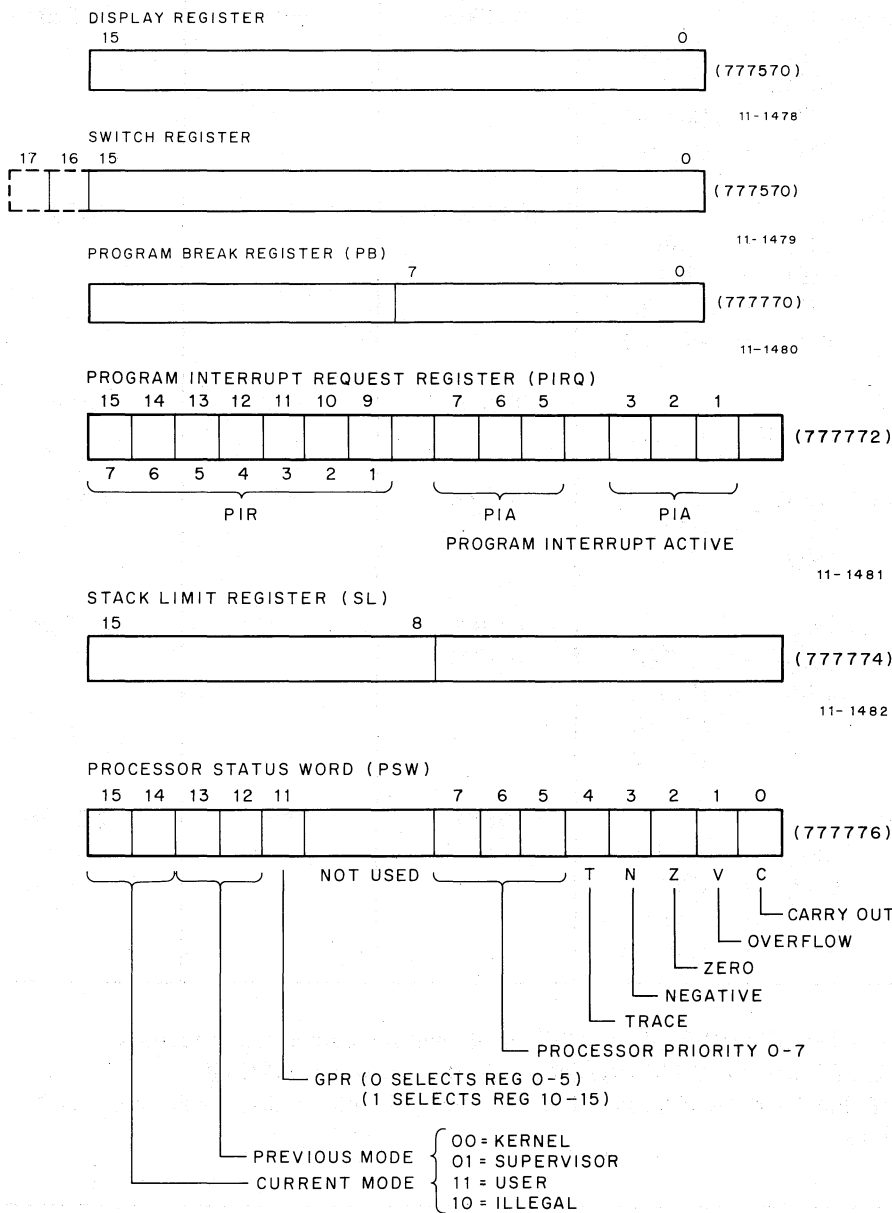 DISPLAY REGISTER
15 0
(777570)
11-1478
SWITCH REGISTER
17 16 15 0
(777570)
11-1479
PROGRAM BREAK REGISTER (PB)
7 0
(777770)
11-1480
PROGRAM INTERRUPT REQUEST REGISTER (PIRQ)
15 14 13 12 11 10 9 7 6 5 3 2 1
(777772)
7 6 5 4 3 2 1
PIR PIA PIA
PROGRAM INTERRUPT ACTIVE
11-1481
STACK LIMIT REGISTER (SL)
15 8
(777774)
11-1482
PROCESSOR STATUS WORD (PSW)
15 14 13 12 11 7 6 5 4 3 2 1 0
(777776)
NOT USED T N Z V C
CARRY OUT
OVERFLOW
ZERO
NEGATIVE
TRACE
PROCESSOR PRIORITY 0-7
GPR (0 SELECTS REG 0-5)
(1 SELECTS REG 10-15)
00 = KERNEL
PREVIOUS MODE 01 = SUPERVISOR
CURRENT MODE 11 = USER
10 = ILLEGAL